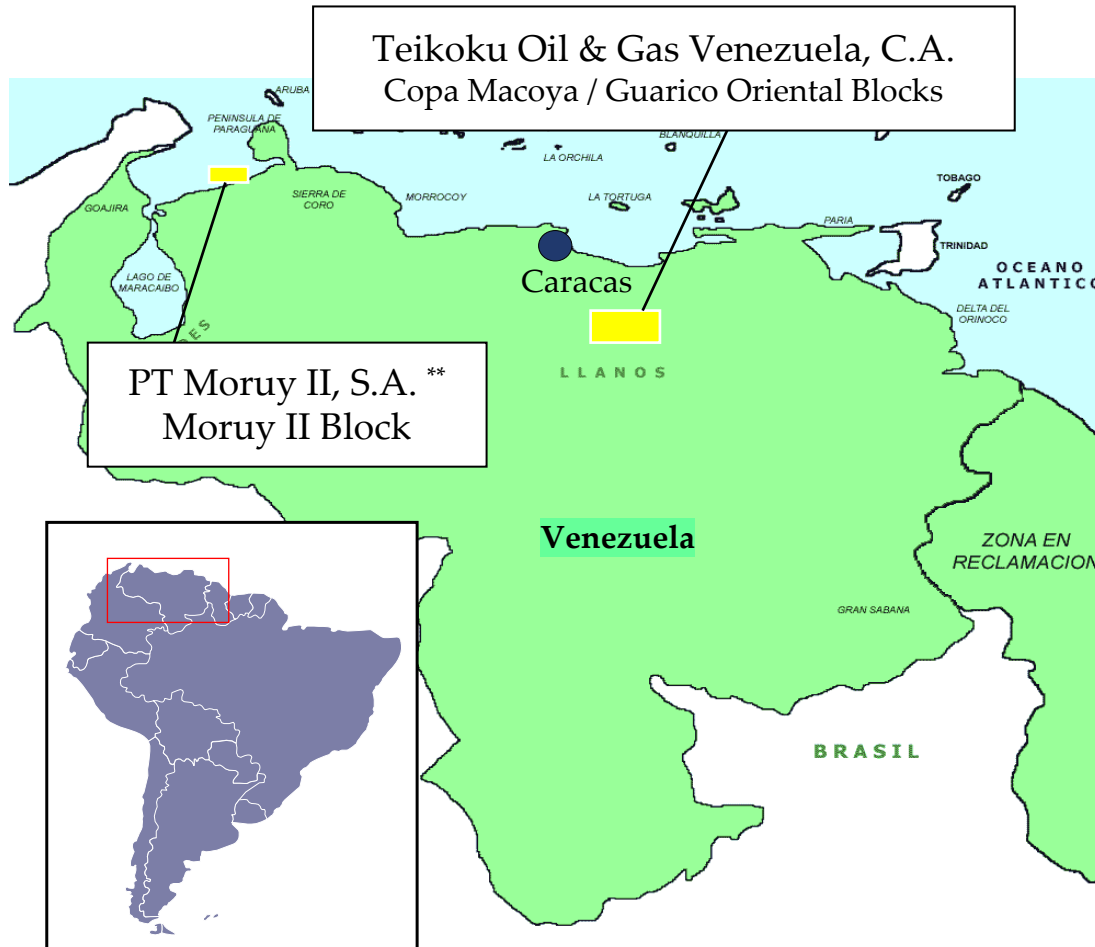 Teikoku Oil & Gas Venezuela, C.A.
Copa Macoya / Guarico Oriental Blocks
ARUBA
PENINSULA DE
PARAGUANA
BLANQUILLA
LA ORCHILA
GOAJIRA
SIERRA DE
CORO
MORROCOY
LA TORTUGA
TOBAGO
PARIA
TRINIDAD
OCEANO
ATLANTICO
Caracas
LAGO DE
MARACAIBO
DELTA DEL
ORINOCO
LLANOS
PT Moruy II, S.A. **
Moruy II Block
Venezuela
ZONA EN
RECLAMACION
GRAN SABANA
BRASIL